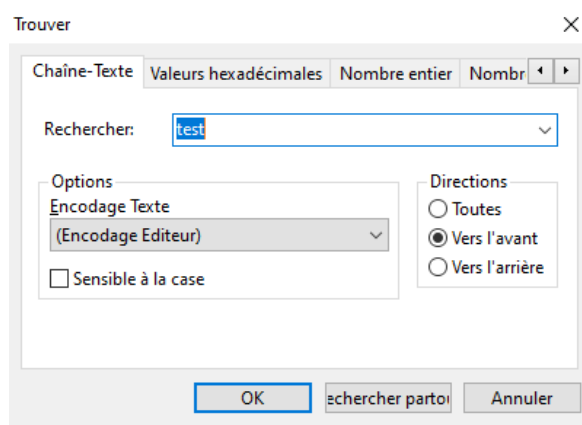 Trouver
Chaîne-Texte Valeurs hexadécimales Nombre entier Nombr
Rechercher: test
Options
Encodage Texte
(Encodage Editeur)
Sensible à la case
Directions
Toutes
Vers l'avant
Vers l'arrière
OK echercher partou Annuler